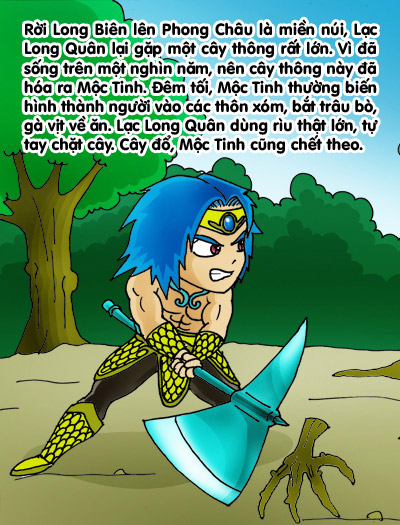 Rời Long Biên lên Phong Châu là miền núi, Lạc
Long Quân lại gặp một cây thông rất lớn. Vì đã
sống trên một nghìn năm, nên cây thông này đã
hóa ra Mộc Tinh. Đêm tối, Mộc Tinh thường biến
hình thành người vào các thôn xóm, bắt trâu bò,
gà vịt về ăn. Lạc Long Quân dùng rìu thật lớn, tự
tay chặt cây. Cây đổ, Mộc Tinh cũng chết theo.